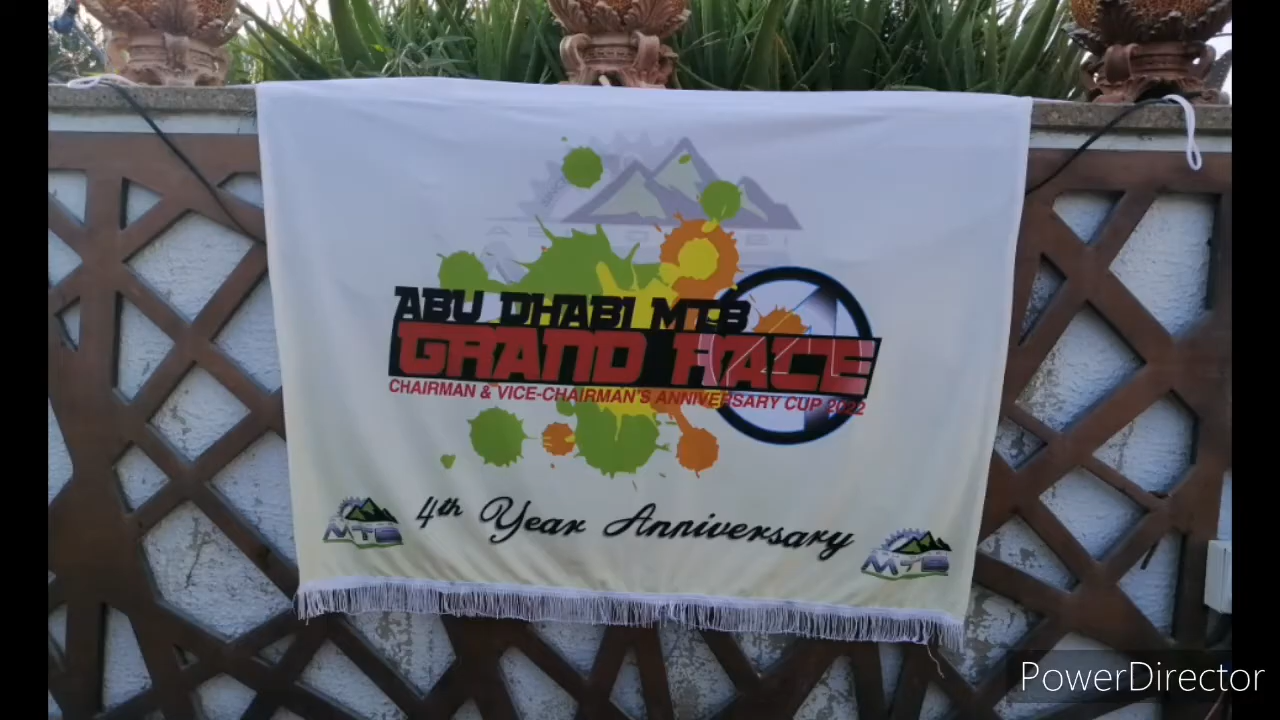 ABU DHABI MTB
GRAND RACE
CHAIRMAN & VICE-CHAIRMAN'S ANNIVERSARY CUP 2022
4th Year Anniversary
MTB
MTB
PowerDirector